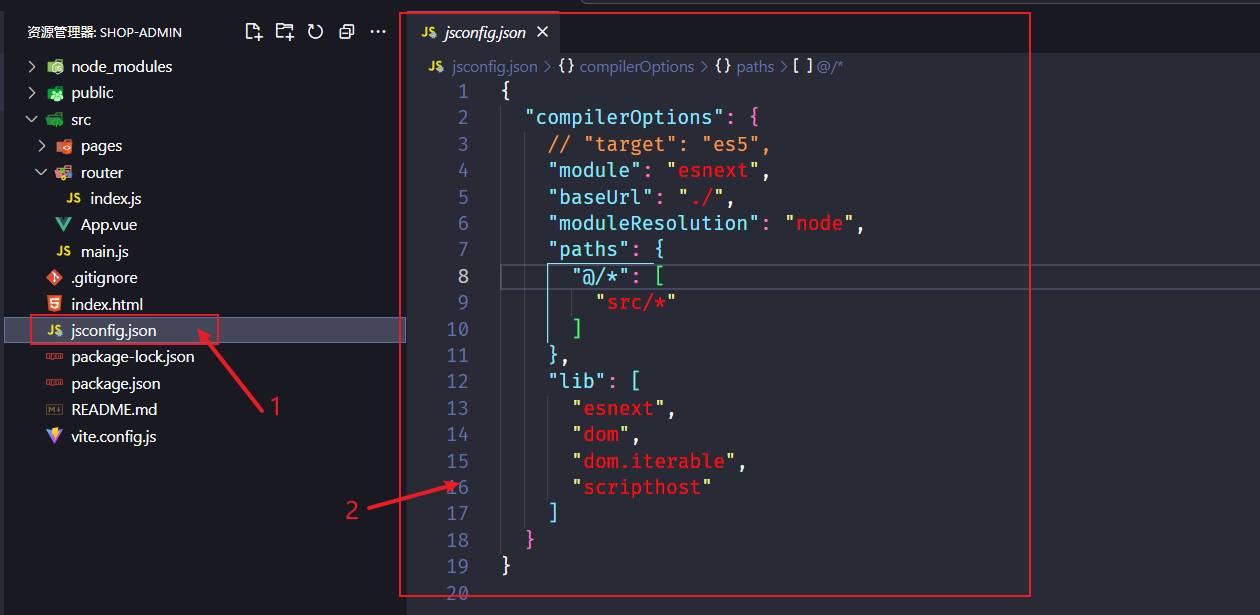 资源管理器: SHOP-ADMIN
node_modules
public
src
pages
router
JS index.js
App.vue
JS main.js
.gitignore
index.html
JS jsconfig.json
package-lock.json
package.json
README.md
vite.config.js
1
2
JS jsconfig.json ×
JS jsconfig.json > {} compilerOptions > {} paths > [ ] @/*
1 {
2 "compilerOptions": {
3 // "target": "es5",
4 "module": "esnext",
5 "baseUrl": "./",
6 "moduleResolution": "node",
7 "paths": {
8 "@/*": [
9 "src/*"
10 ]
11 },
12 "lib": [
13 "esnext",
14 "dom",
15 "dom.iterable",
16 "scripthost"
17 ]
18 }
19 }
20